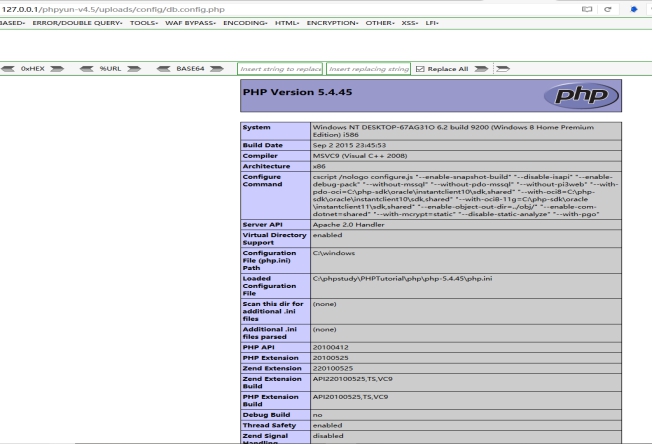 127.0.0.1/phpyun-v4.5/uploads/config/db.config.php
BASED- ERROR/DOUBLE QUERY- TOOLS- WAF BYPASS- ENCODING- HTML- ENCRYPTION- OTHER- XSS- LFI-
0xHEX %URL BASE64 Insert string to replace Insert replacing string Replace All
PHP Version 5.4.45
php
System Windows NT DESKTOP-67AG31O 6.2 build 9200 (Windows 8 Home Premium
Edition) i586
Build Date Sep 2 2015 23:45:53
Compiler MSVC9 (Visual C++ 2008)
Architecture x86
Configure
Command
cscript /nologo configure.js "--enable-snapshot-build" "--disable-isapi" "--enable-
debug-pack" "--without-mssql" "--without-pdo-mssql" "--without-pi3web" "--with-
pdo-oci=C:\php-sdk\oracle\instantclient10\sdk,shared" "--with-oci8=C:\php-
sdk\oracle\instantclient10\sdk,shared" "--with-oci8-11g=C:\php-sdk\oracle
\instantclient11\sdk,shared" "--enable-object-out-dir=../obj/" "--enable-com-
dotnet=shared" "--with-mcrypt=static" "--disable-static-analyze" "--with-pgo"
Server API Apache 2.0 Handler
Virtual Directory
Support
enabled
Configuration
File (php.ini)
Path
C:\windows
Loaded
Configuration
File
C:\phpstudy\PHPTutorial\php\php-5.4.45\php.ini
Scan this dir for
additional .ini
files
(none)
Additional .ini
files parsed
(none)
PHP API 20100412
PHP Extension 20100525
Zend Extension 220100525
Zend Extension
Build
API220100525,TS,VC9
PHP Extension
Build
API20100525,TS,VC9
Debug Build no
Thread Safety enabled
Zend Signal
Handling
disabled